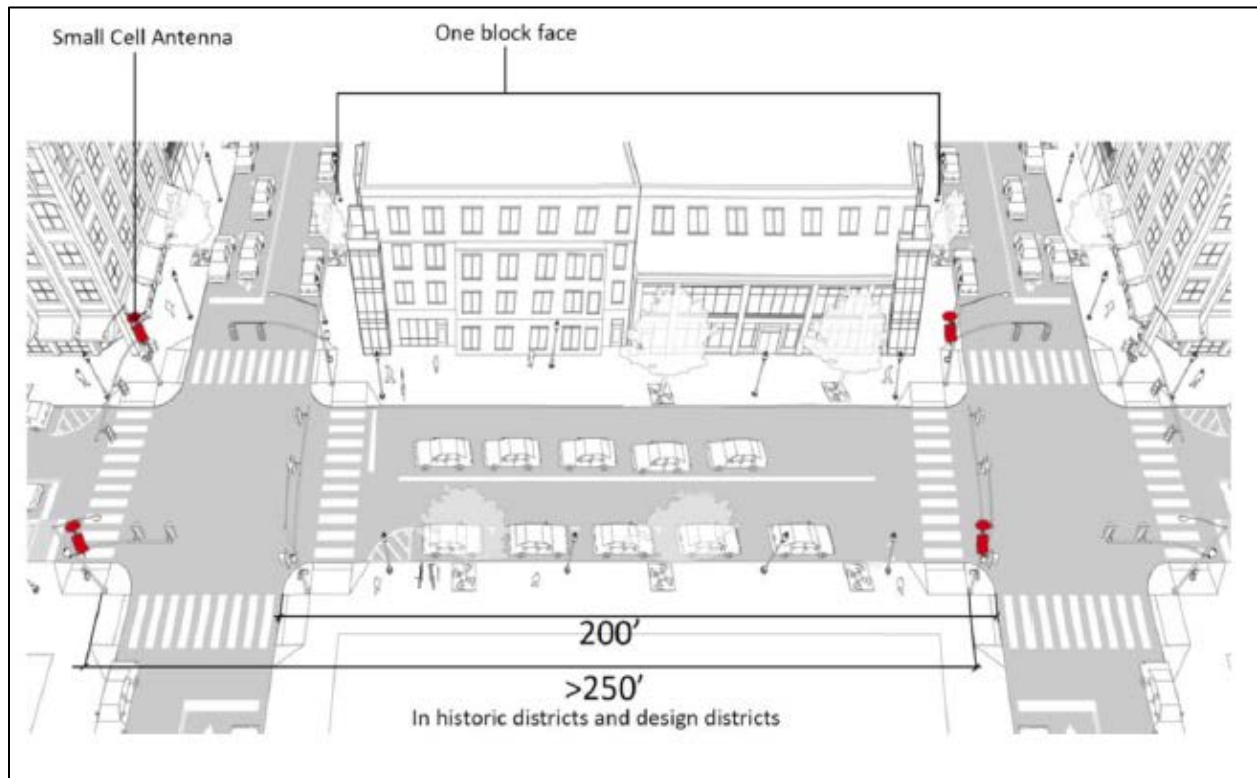 Small Cell Antenna
One block face
200'
>250'
In historic districts and design districts